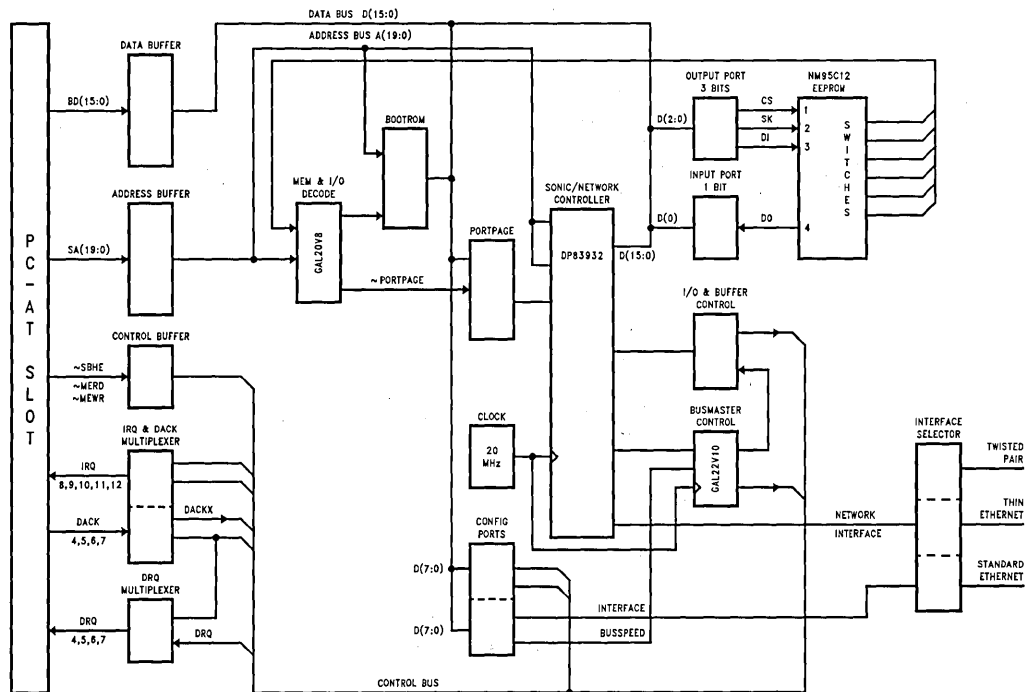 DATA BUS D(15:0)
ADDRESS BUS A(19:0)
DATA BUFFER
BD(15:0)
ADDRESS BUFFER
SA(19:0)
PC-AT SLOT
CONTROL BUFFER
~SBHE
~MERD
~MEWR
IRQ & DACK
MULTIPLEXER
IRQ
8,9,10,11,12
DACK
4,5,6,7
DACKX
DRQ
MULTIPLEXER
DRQ
4,5,6,7
DRQ
CONTROL BUS
MEM & I/O
DECODE
GAL20V8
BOOTROM
~PORTPAGE
PORTPAGE
CLOCK
20
MHz
CONFIG
PORTS
D(7:0)
D(7:0)
INTERFACE
BUSSPEED
SONIC/NETWORK
CONTROLLER
DP83932
D(15:0)
OUTPUT PORT
3 BITS
D(2:0)
CS
SK
DI
NM95C12
EEPROM
1
2
3
4
SWITCHES
INPUT PORT
1 BIT
D(0)
DO
I/O & BUFFER
CONTROL
BUSMASTER
CONTROL
GAL22V10
NETWORK
INTERFACE
INTERFACE
SELECTOR
TWISTED
PAIR
THIN
ETHERNET
STANDARD
ETHERNET